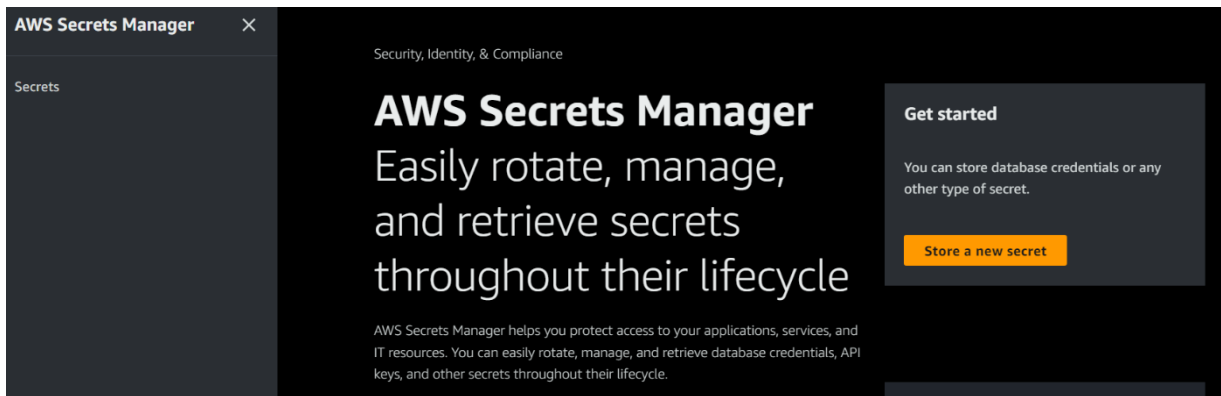 AWS Secrets Manager
Secrets
Security, Identity, & Compliance
AWS Secrets Manager
Easily rotate, manage,
and retrieve secrets
throughout their lifecycle
AWS Secrets Manager helps you protect access to your applications, services, and
IT resources. You can easily rotate, manage, and retrieve database credentials, API
keys, and other secrets throughout their lifecycle.
Get started
You can store database credentials or any
other type of secret.
Store a new secret